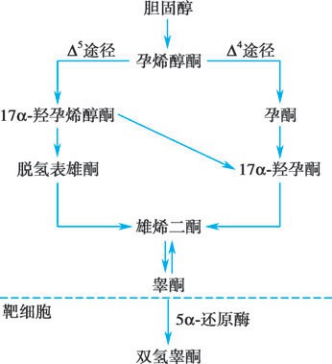 胆固醇
Δ⁵途径
Δ⁴途径
孕烯醇酮
17α-羟孕烯醇酮
孕酮
脱氢表雄酮
17α-羟孕酮
雄烯二酮
睾酮
靶细胞
5α-还原酶
双氢睾酮